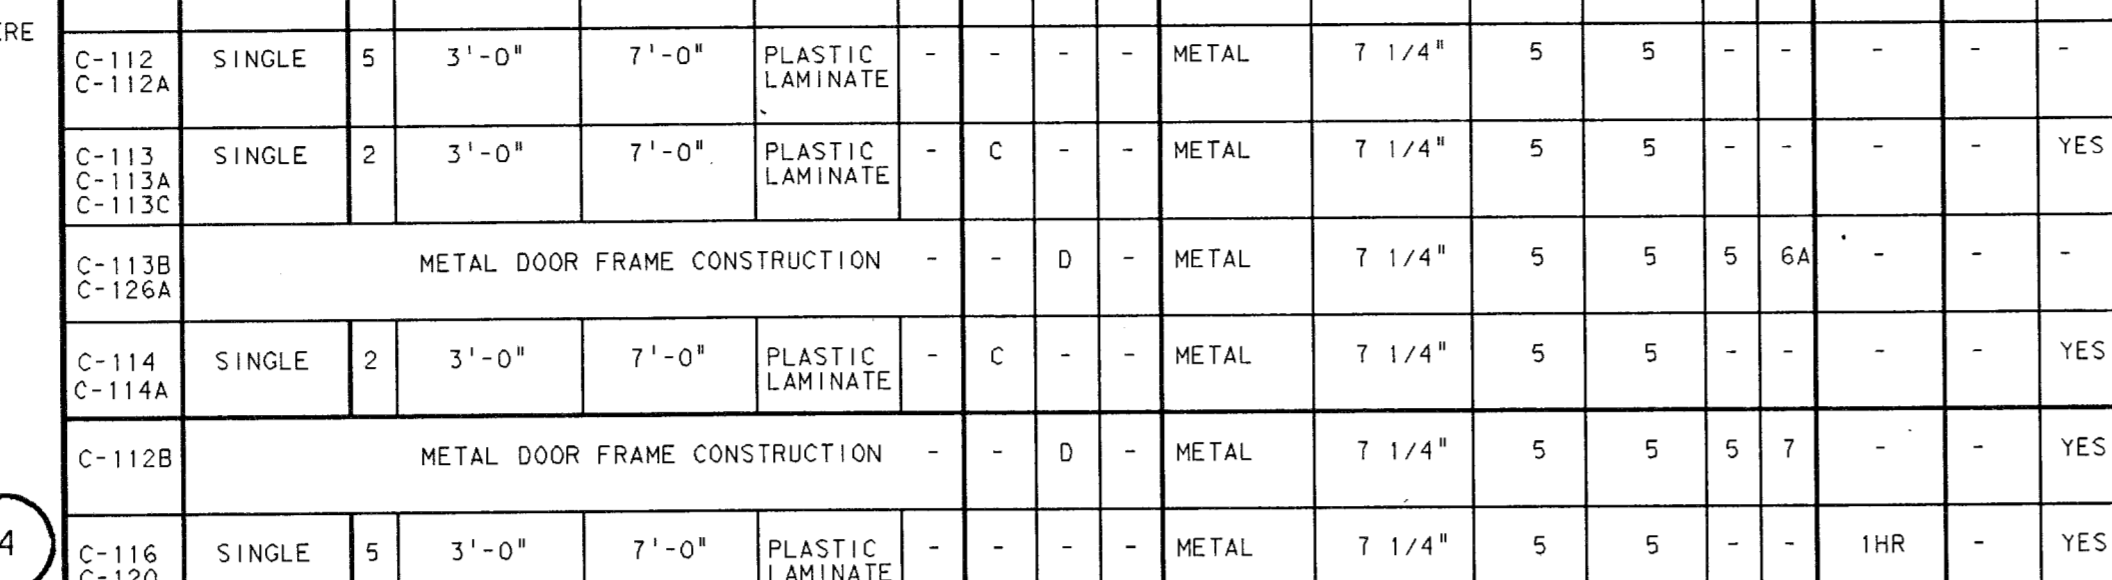 C-112 SINGLE 5 3'-0" 7'-0" PLASTIC - - - - METAL 7 1/4" 5 5 - - - - -
C-112A LAMINATE
C-113 SINGLE 2 3'-0" 7'-0" PLASTIC - C - - METAL 7 1/4" 5 5 - - - - YES
C-113A LAMINATE
C-113C
C-113B METAL DOOR FRAME CONSTRUCTION - - D - METAL 7 1/4" 5 5 5 6A - - -
C-126A
C-114 SINGLE 2 3'-0" 7'-0" PLASTIC - C - - METAL 7 1/4" 5 5 - - - - YES
C-114A LAMINATE
C-112B METAL DOOR FRAME CONSTRUCTION - - D - METAL 7 1/4" 5 5 5 7 - - YES
4
C-116 SINGLE 5 3'-0" 7'-0" PLASTIC - - - - METAL 7 1/4" 5 5 - - 1HR - YES
C-120 LAMINATE